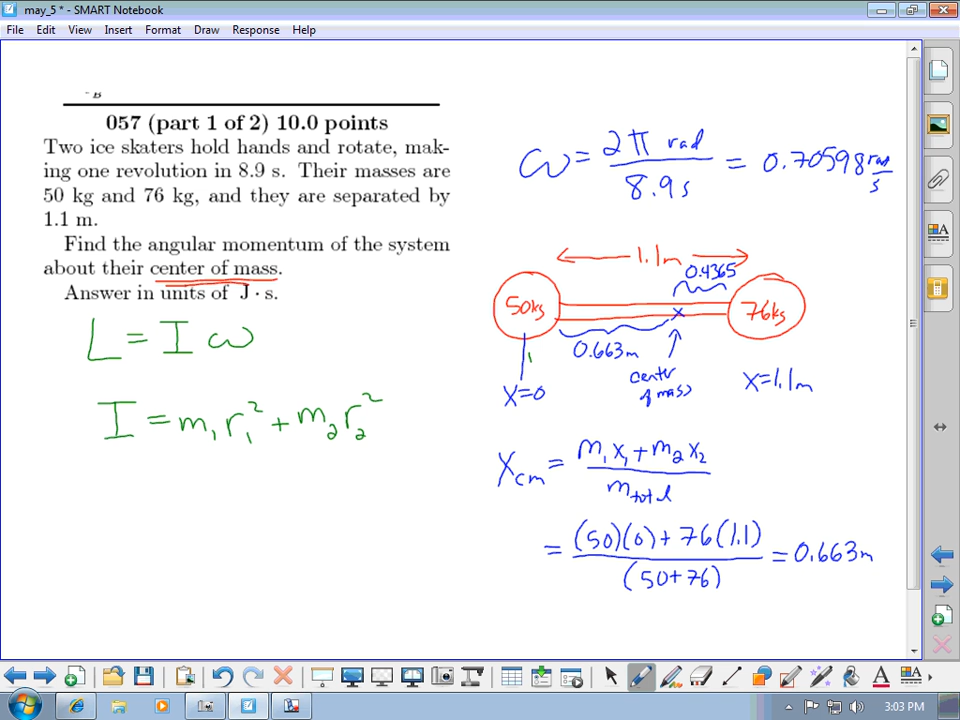 may_5 * - SMART Notebook
File Edit View Insert Format Draw Response Help
057 (part 1 of 2) 10.0 points
Two ice skaters hold hands and rotate, mak-
ing one revolution in 8.9 s. Their masses are
50 kg and 76 kg, and they are separated by
1.1 m.
Find the angular momentum of the system
about their center of mass.
Answer in units of J · s.
L = I ω
I = m₁r₁² + m₂r₂²
ω = 2π rad / 8.9 s = 0.70598 rad/s
1.1m
0.4365
50kg
76kg
0.663m
center
of mass
X=0
X=1.1m
Xcm = m₁x₁ + m₂x₂ / mtotal
= (50)(0) + 76(1.1) / (50+76) = 0.663m
3:03 PM